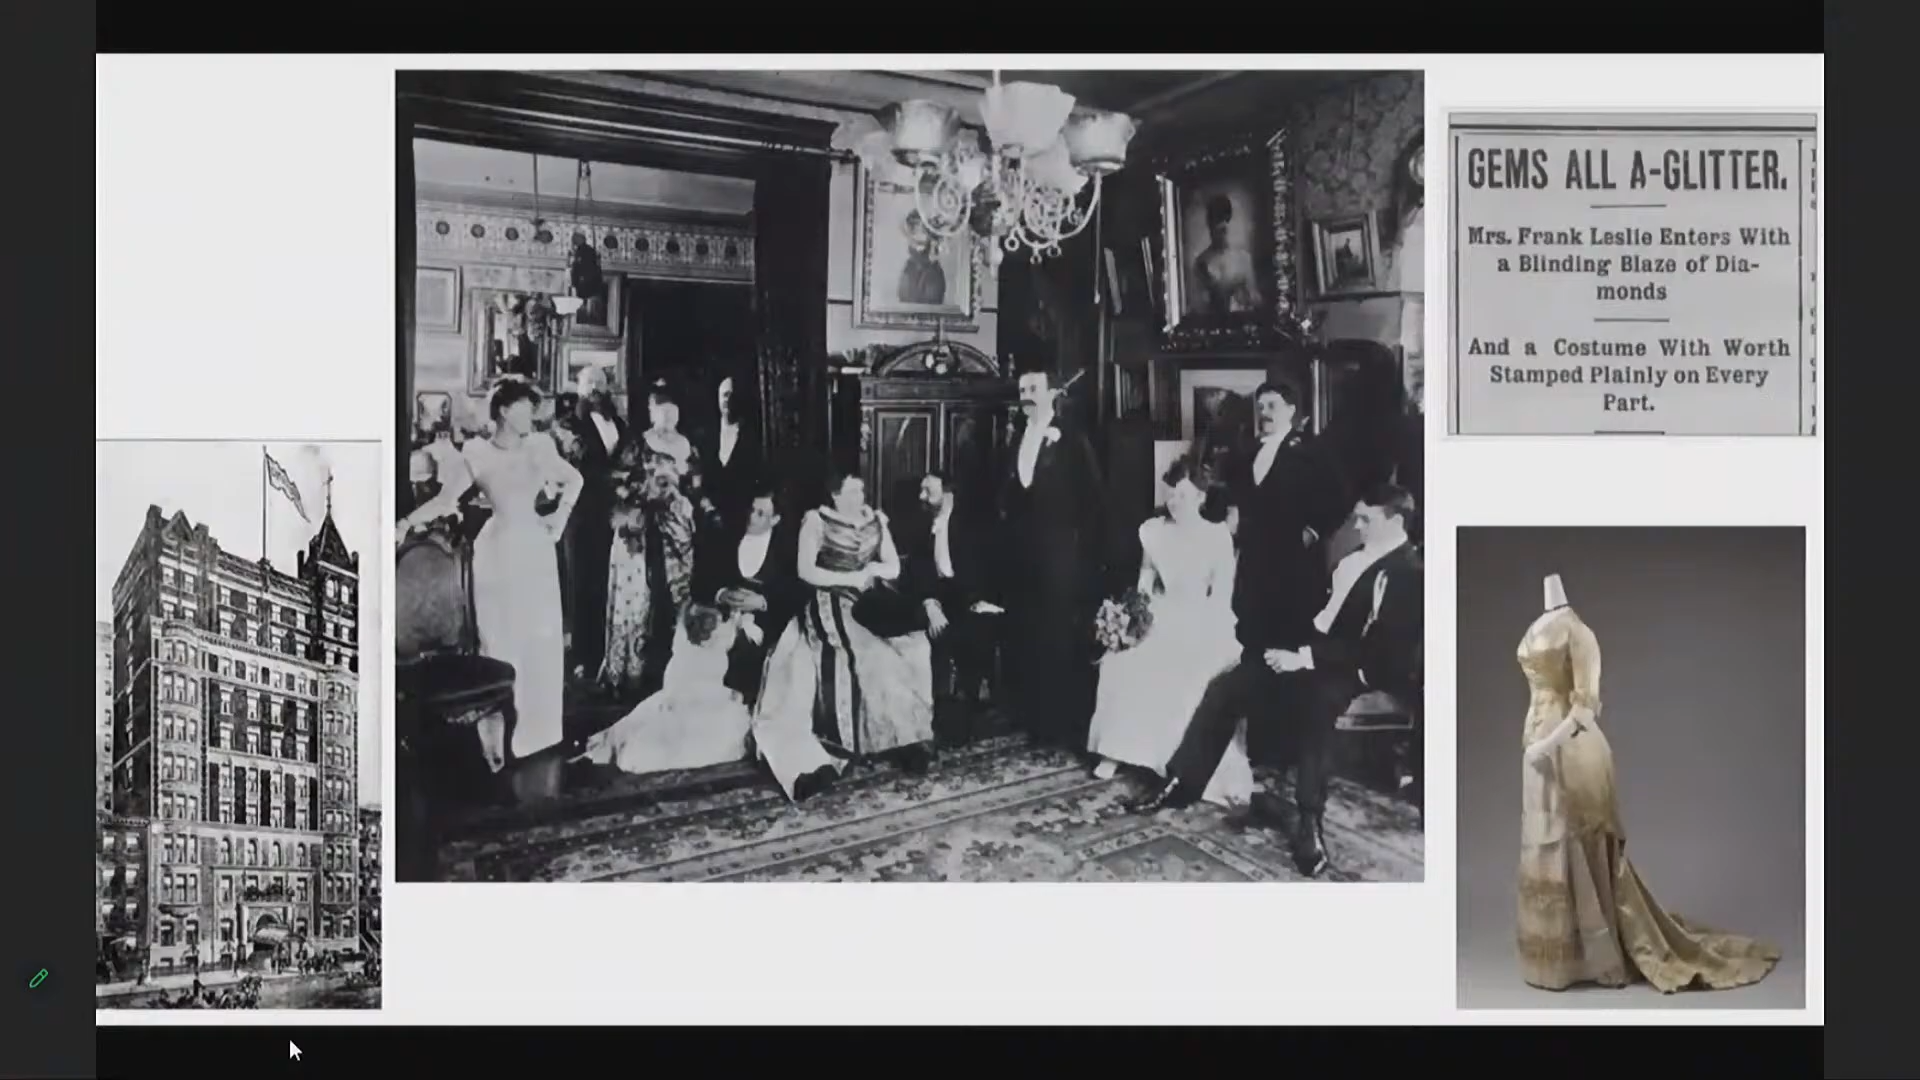 GEMS ALL A-GLITTER.
Mrs. Frank Leslie Enters With
a Blinding Blaze of Dia-
monds
And a Costume With Worth
Stamped Plainly on Every
Part.